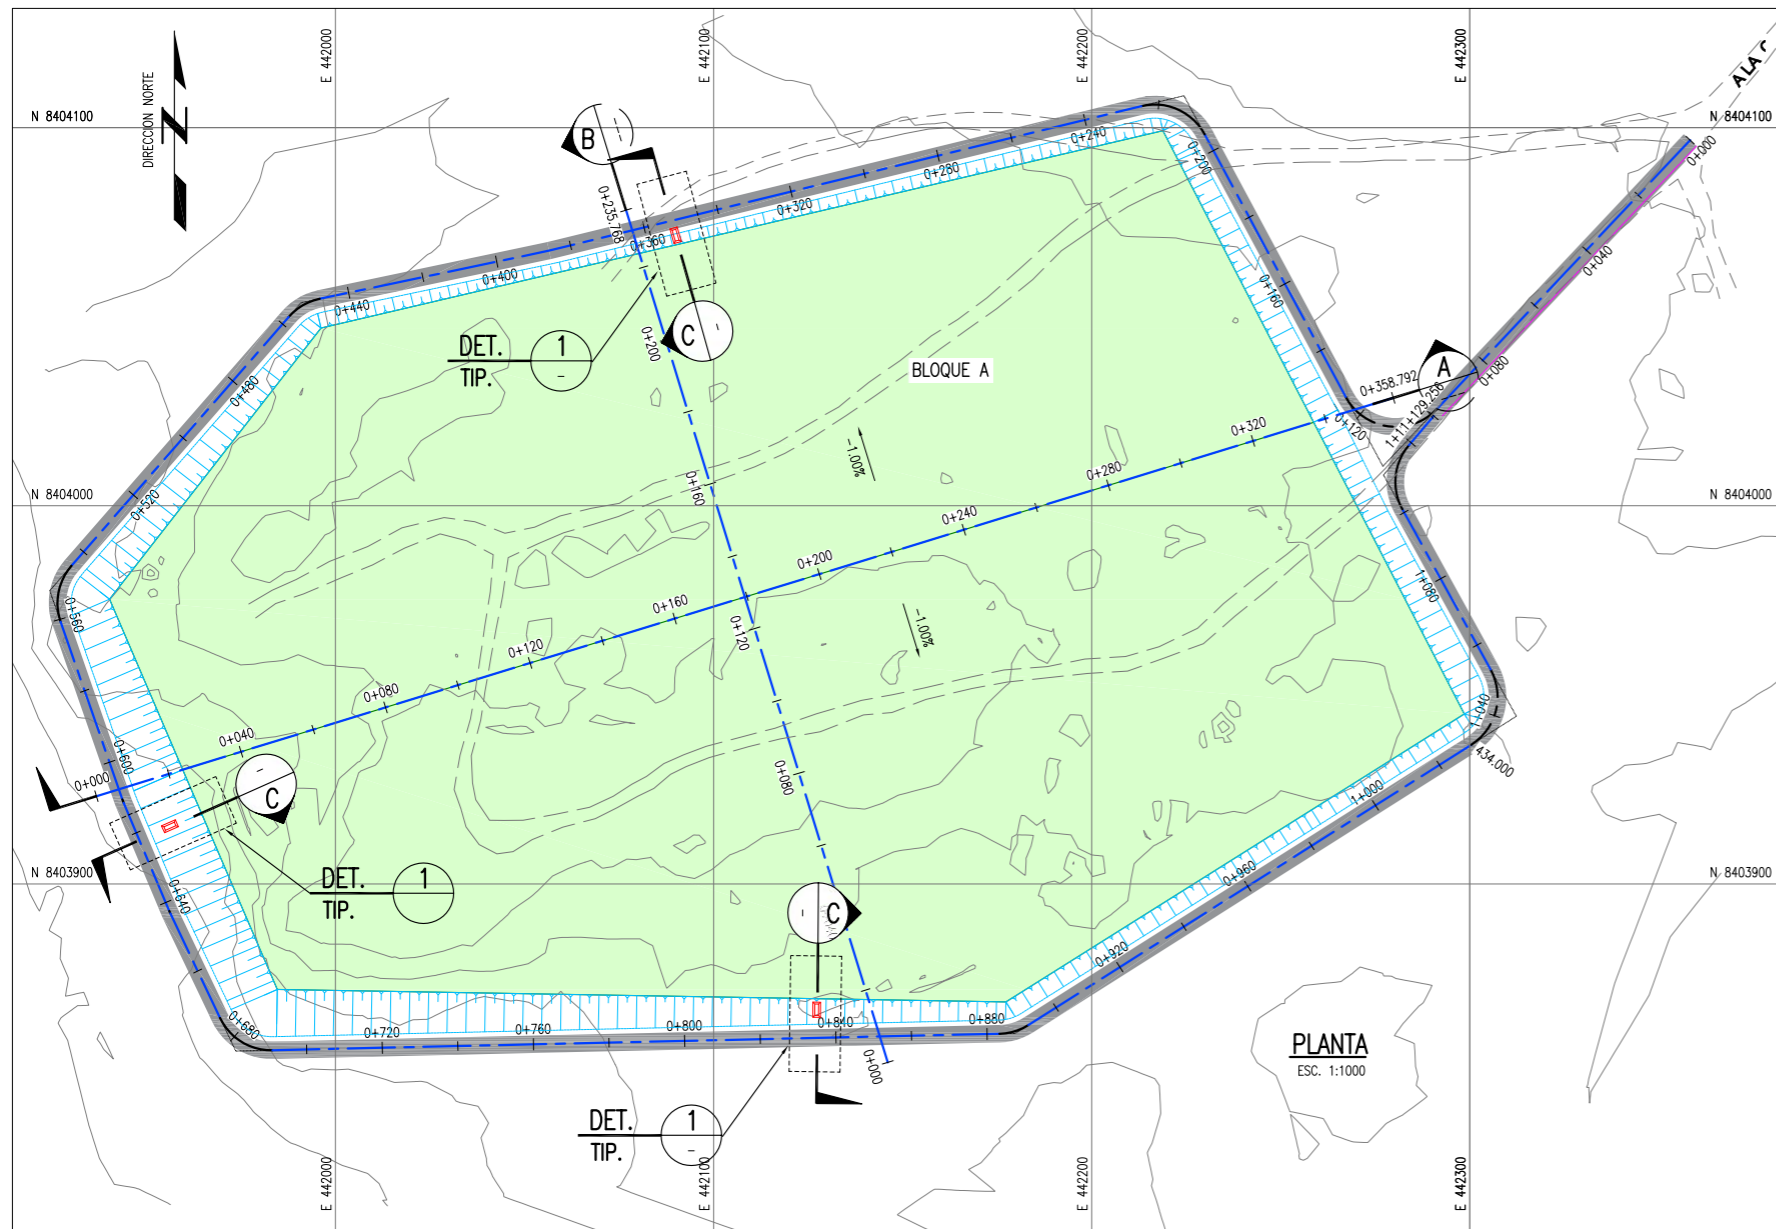 E 442000
E 442100
E 442200
E 442300
A LA C
DIRECCION NORTE
N
N 8404100
N 8404100
B
0+235.768
0+240
0+200
0+280
0+320
0+360
0+400
0+440
0+480
0+520
0+560
0+600
0+640
0+680
0+720
0+760
0+800
0+840
0+880
0+920
0+960
1+000
1+040
434.000
1+080
0+160
0+120
0+000
0+040
0+080
A
0+358.792
1+129.256
DET.
TIP.
1
-
C
-
BLOQUE A
-1.00%
-1.00%
N 8404000
N 8404000
0+200
0+160
0+120
0+080
0+000
0+000
0+040
0+080
0+120
0+160
0+200
0+240
0+280
0+320
-
C
DET.
TIP.
1
N 8403900
N 8403900
-
C
DET.
TIP.
1
-
PLANTA
ESC. 1:1000
E 442000
E 442100
E 442200
E 442300